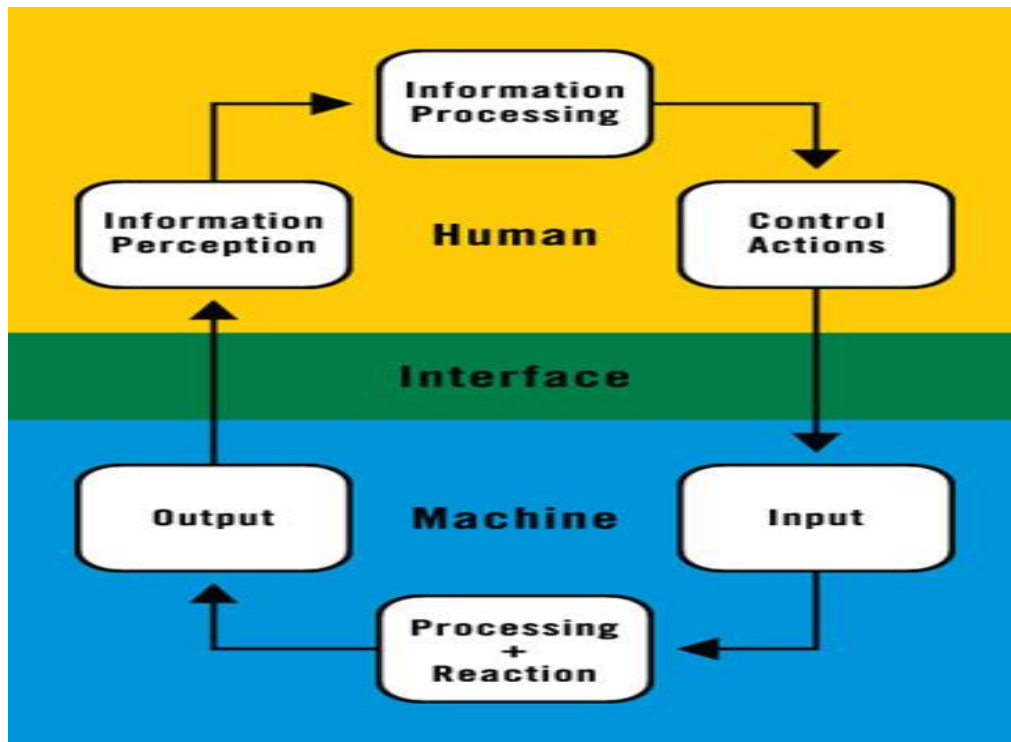 Information
Processing
Information
Perception
Human
Control
Actions
Interface
Output
Machine
Input
Processing
+
Reaction